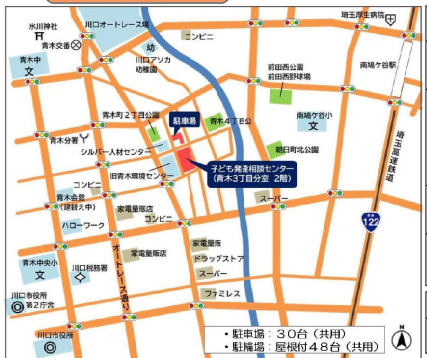 氷川神社
川口オートレース場
コンビニ
埼玉厚生病院
青木交番
幼
川口アソカ
幼稚園
青木中
文
前田西公園
前田西野球場
南鳩ヶ谷駅
青木町2丁目公園
駐車場
青木4丁目公
南鳩ヶ谷小
文
青木分署
シルバー人材センター
朝日町北公園
子ども発達相談センター
(青木3丁目分室 2階)
旧青木環境センター
コンビニ
青木会館
(建替え中)
家電量販店
コンビニ
スーパー
ハローワーク
埼玉高速鉄道
122
オートレース通り
家電量販店
家電量販
ドラッグストア
スーパー
ファミレス
青木中央小
文
川口税務署
川口市役所
第2庁舎
川口市役所
・駐車場:30台(共用)
・駐輪場:屋根付48台(共用)
N